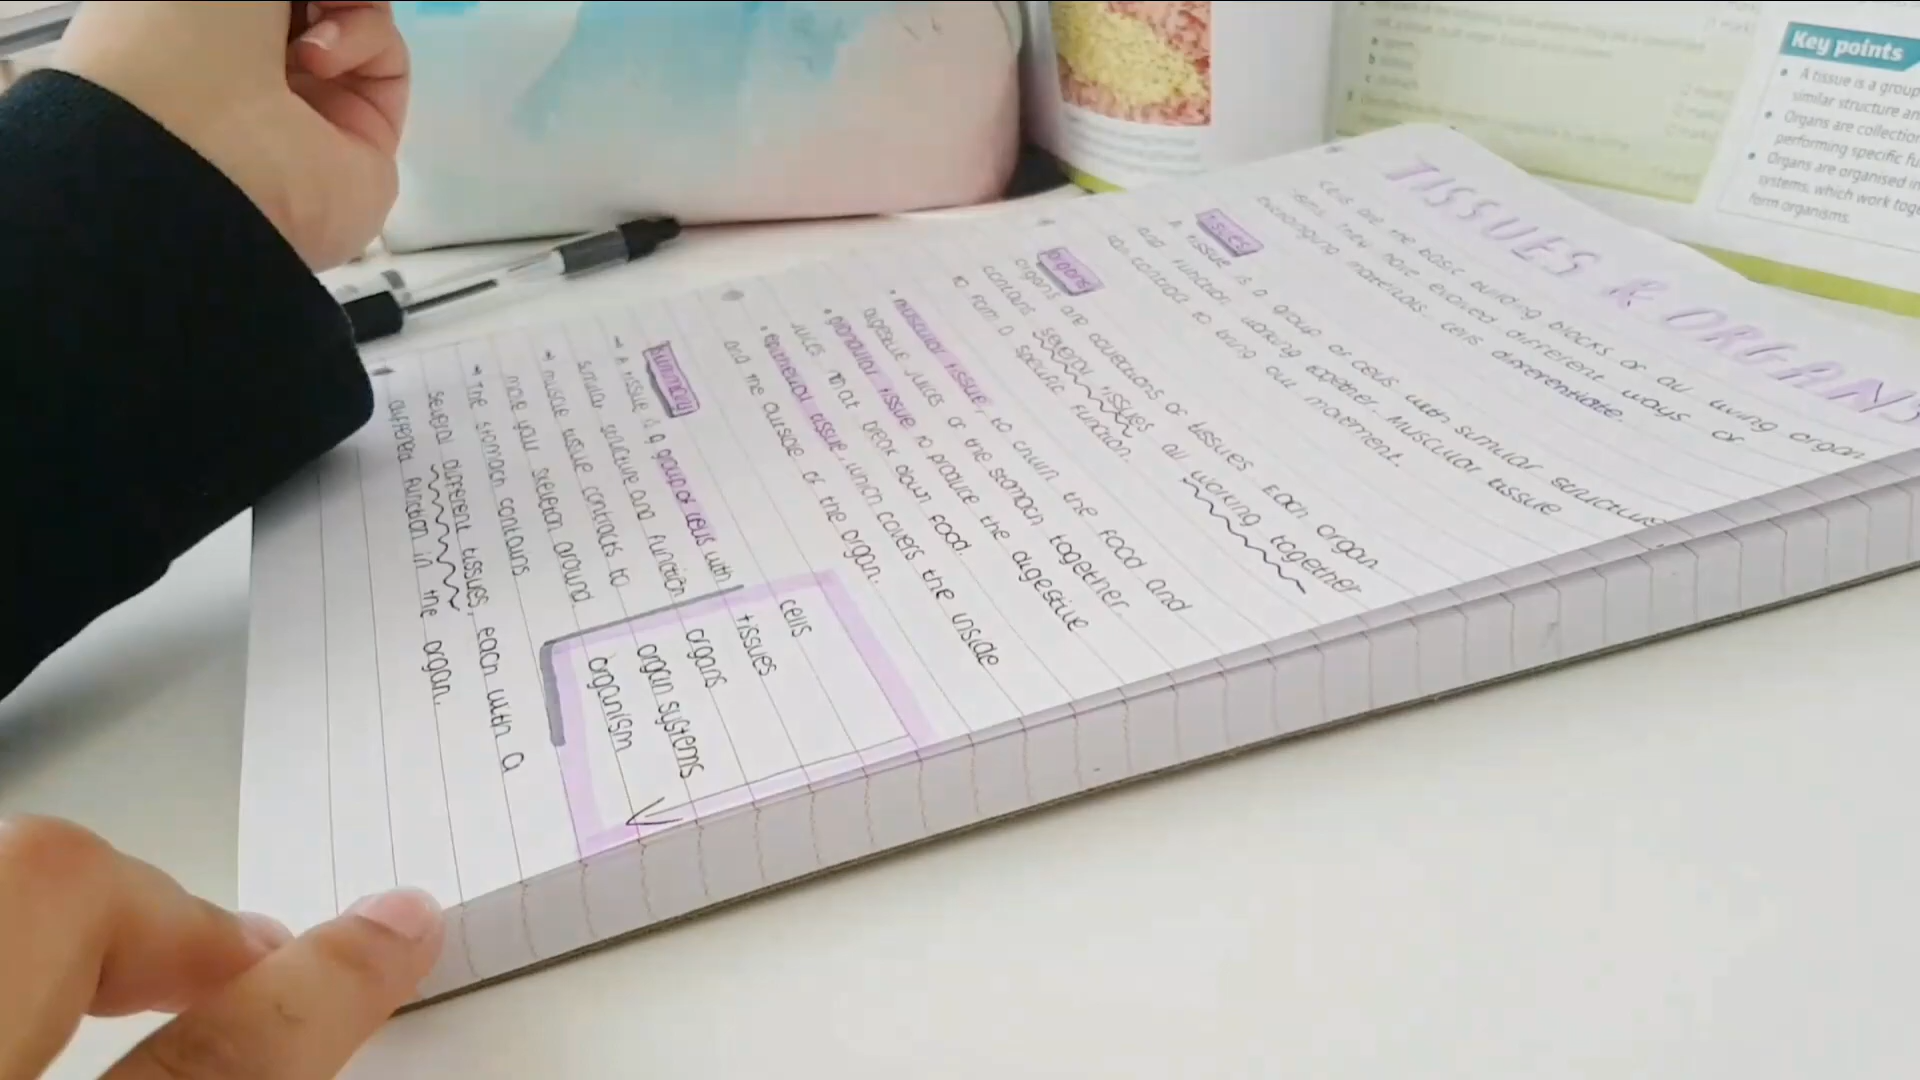 TISSUES & ORGANS
cells are the basic building blocks of all living organ
isms. They have evolved different ways of
exchanging materials. cells differentiate.
tissues
A tissue is a group of cells with similar structure
and function working together. Muscular tissue
can contract to bring out movement.
organs
organs are collections of tissues. Each organ
contains several tissues all working together
to form a specific function.
• muscular tissue, to churn the food and
digestive juices of the stomach together.
• glandular tissue to produce the digestive
juices that break down food.
• epithelial tissue, which covers the inside
and the outside of the organ.
summary
→ A tissue is a group of cells with
similar structure and function
→ muscle tissue contracts to
move your skeleton around.
→ The stomach contains
several different tissues, each with a
different function in the organ.
cells
tissues
organs
organ systems
organism
Key points
• A tissue is a group
similar structure an
• Organs are collection
performing specific fu
• Organs are organised in
systems, which work toge
form organisms.